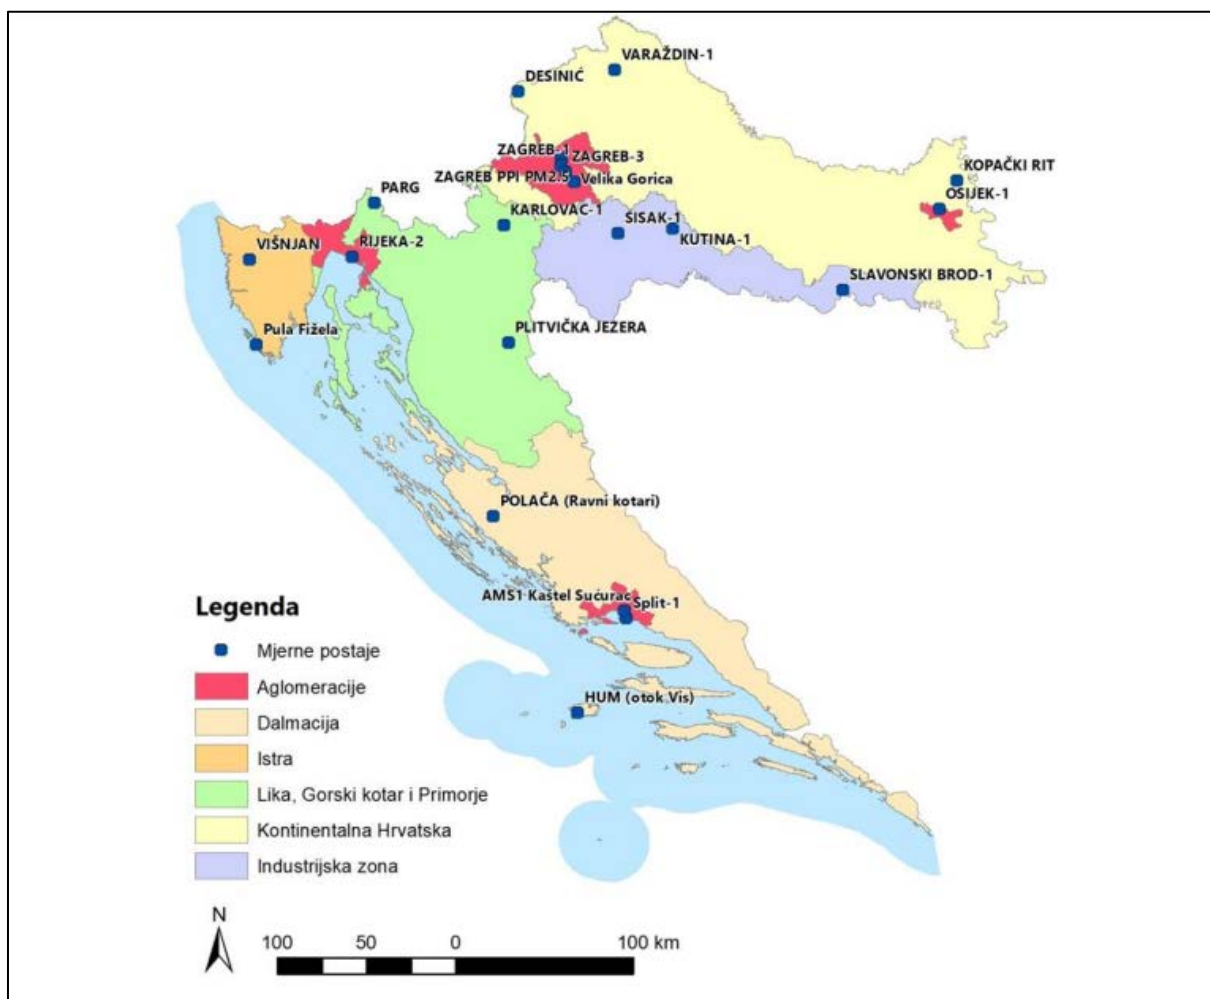 VARAŽDIN-1
DESINIĆ
ZAGREB-1
ZAGREB-3
KOPAČKI RIT
ZAGREB PPI PM2.5
Velika Gorica
PARG
OSIJEK-1
KARLOVAC-1
SISAK-1
KUTINA-1
VIŠNJAN
RIJEKA-2
SLAVONSKI BROD-1
Pula Fižela
PLITVIČKA JEZERA
POLAČA (Ravni kotari)
AMS1 Kaštel Sućurac
Split-1
HUM (otok Vis)
Legenda
Mjerne postaje
Aglomeracije
Dalmacija
Istra
Lika, Gorski kotar i Primorje
Kontinentalna Hrvatska
Industrijska zona
N
100 50 0 100 km